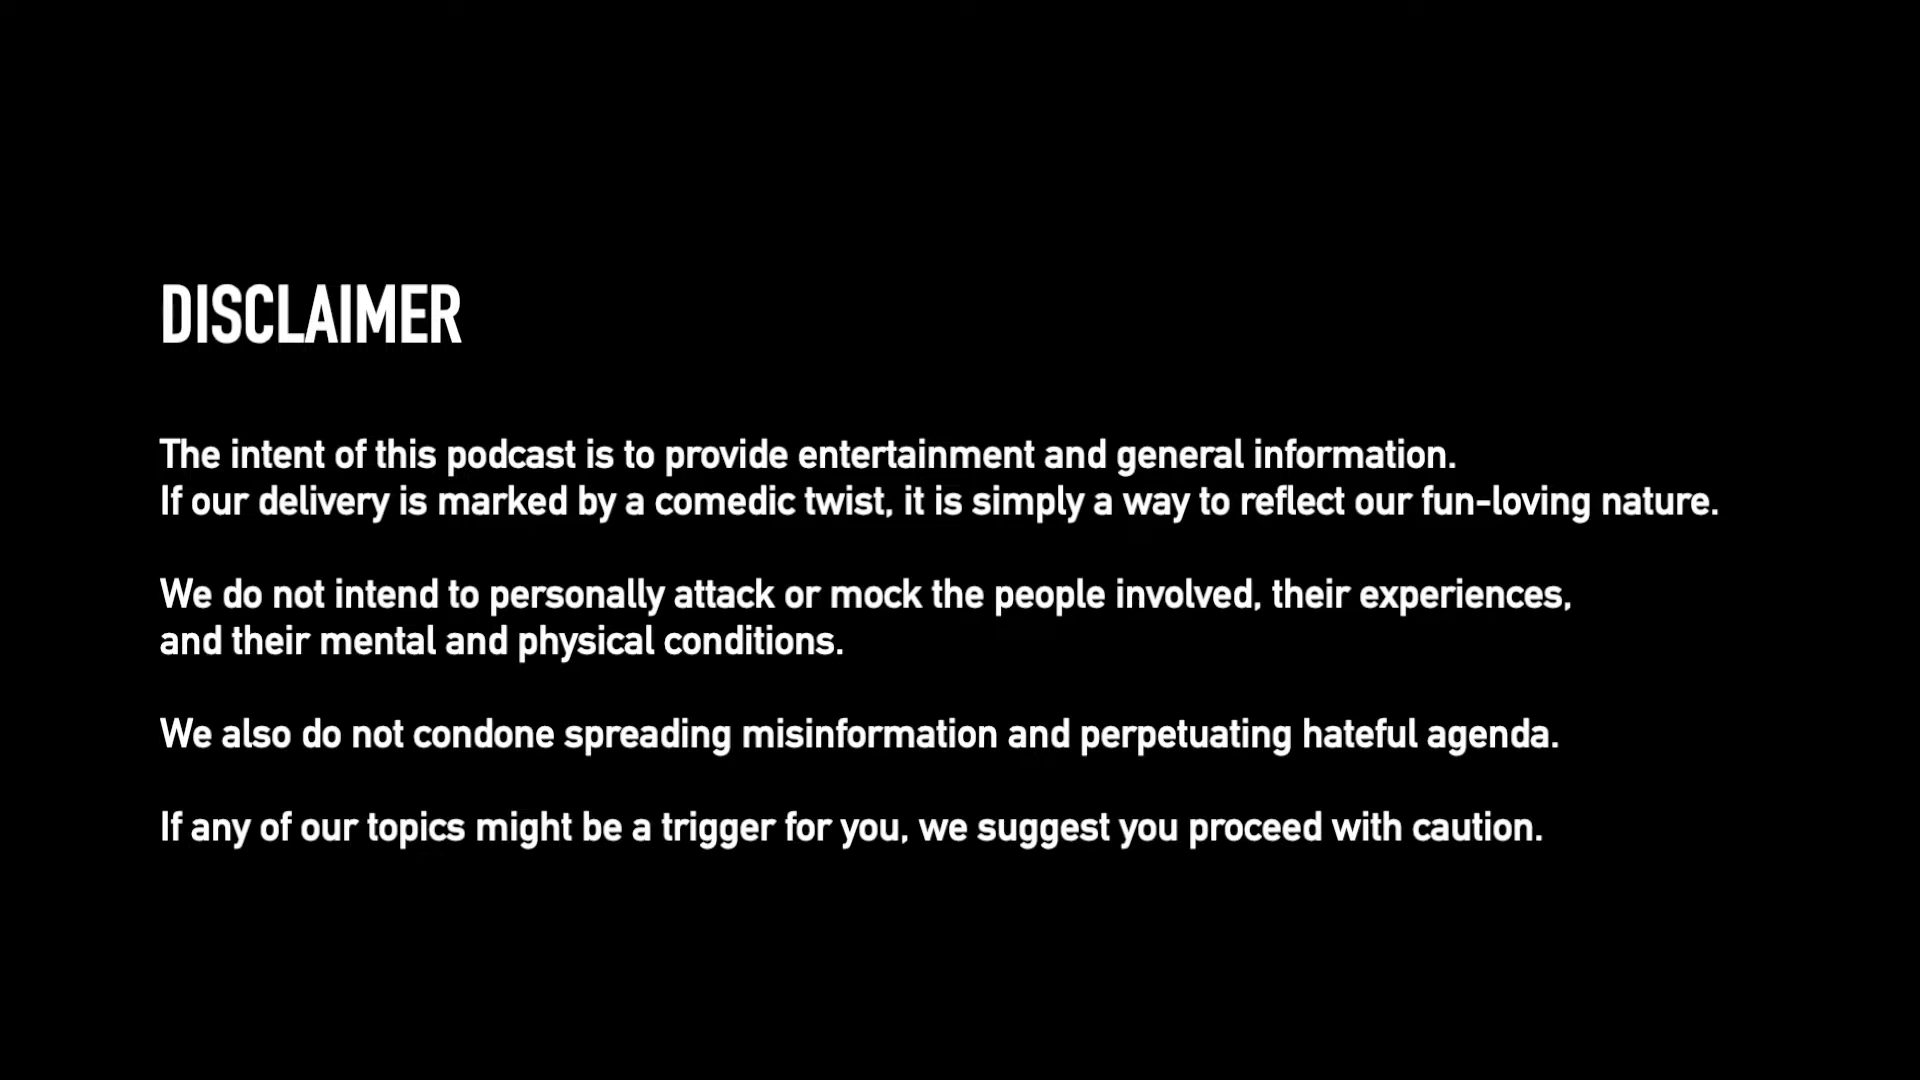 DISCLAIMER
The intent of this podcast is to provide entertainment and general information.
If our delivery is marked by a comedic twist, it is simply a way to reflect our fun-loving nature.
We do not intend to personally attack or mock the people involved, their experiences,
and their mental and physical conditions.
We also do not condone spreading misinformation and perpetuating hateful agenda.
If any of our topics might be a trigger for you, we suggest you proceed with caution.